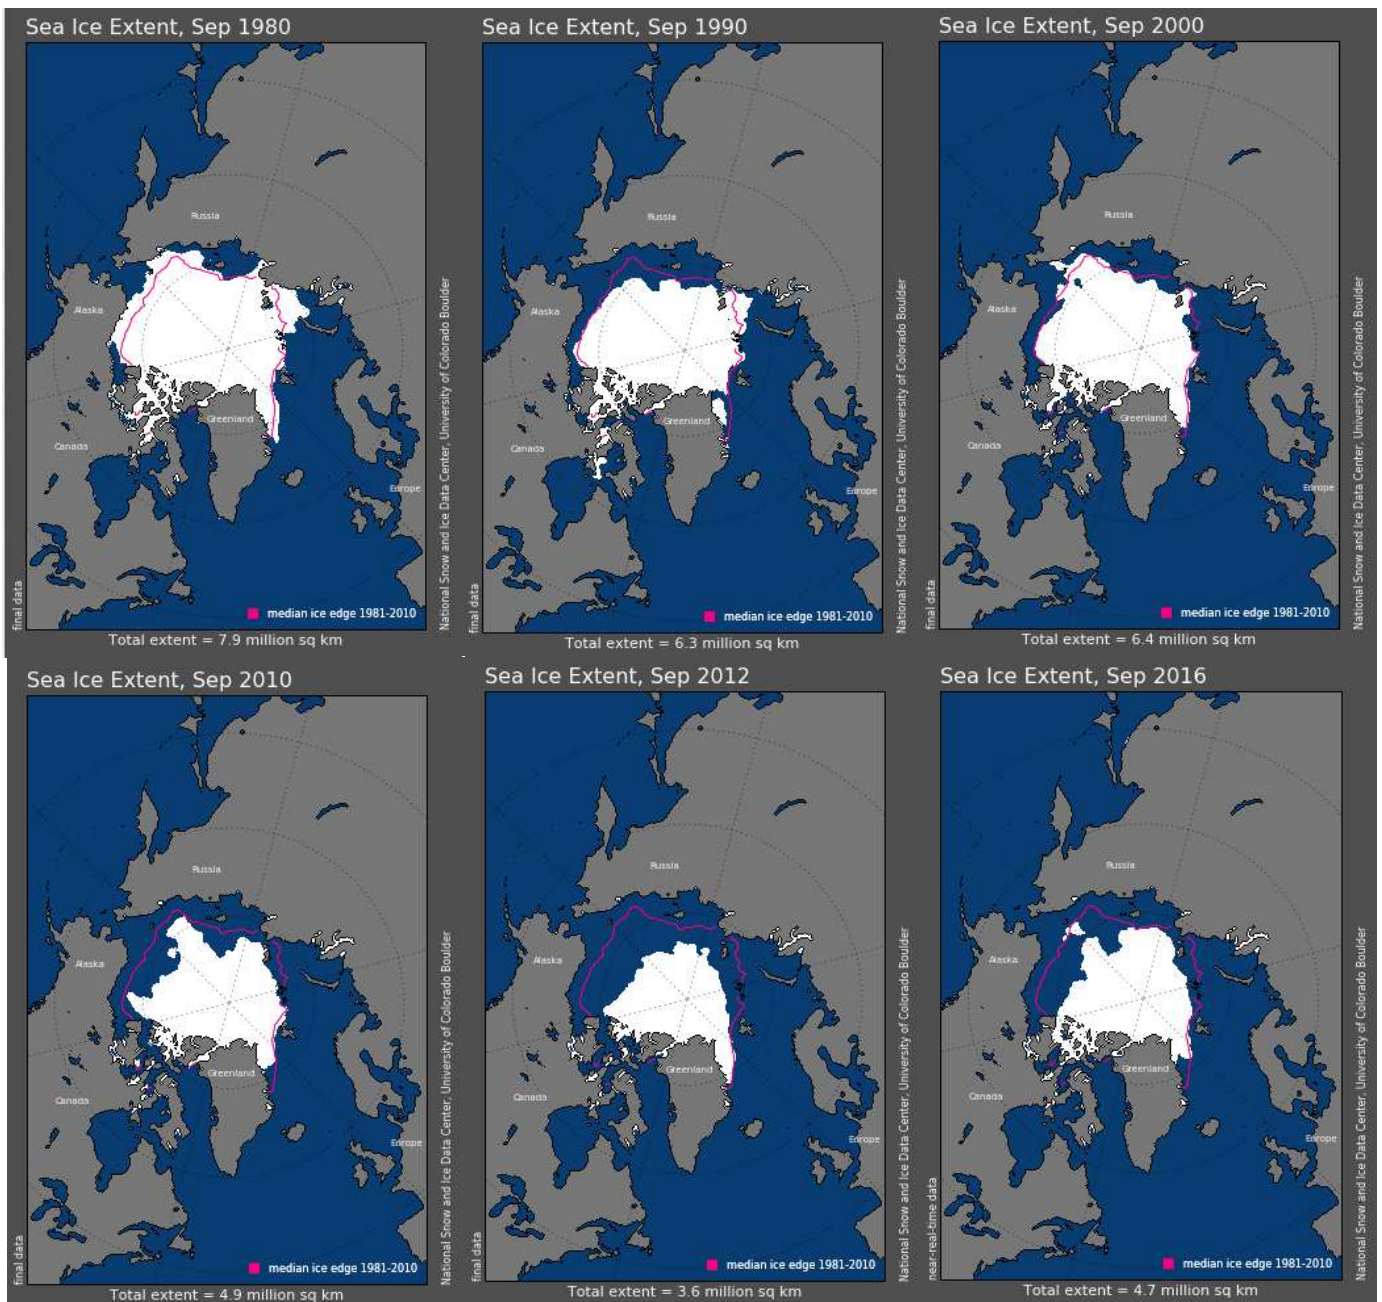 Sea Ice Extent, Sep 1980
Russia
Alaska
Greenland
Canada
Europe
median ice edge 1981-2010
final data
National Snow and Ice Data Center, University of Colorado Boulder
Total extent = 7.9 million sq km
Sea Ice Extent, Sep 1990
Russia
Alaska
Greenland
Canada
Europe
median ice edge 1981-2010
final data
National Snow and Ice Data Center, University of Colorado Boulder
Total extent = 6.3 million sq km
Sea Ice Extent, Sep 2000
Russia
Alaska
Greenland
Canada
Europe
median ice edge 1981-2010
final data
National Snow and Ice Data Center, University of Colorado Boulder
Total extent = 6.4 million sq km
Sea Ice Extent, Sep 2010
Russia
Alaska
Greenland
Canada
Europe
median ice edge 1981-2010
final data
National Snow and Ice Data Center, University of Colorado Boulder
Total extent = 4.9 million sq km
Sea Ice Extent, Sep 2012
Russia
Alaska
Greenland
Canada
Europe
median ice edge 1981-2010
final data
National Snow and Ice Data Center, University of Colorado Boulder
Total extent = 3.6 million sq km
Sea Ice Extent, Sep 2016
Russia
Alaska
Greenland
Canada
Europe
median ice edge 1981-2010
near-real-time data
National Snow and Ice Data Center, University of Colorado Boulder
Total extent = 4.7 million sq km